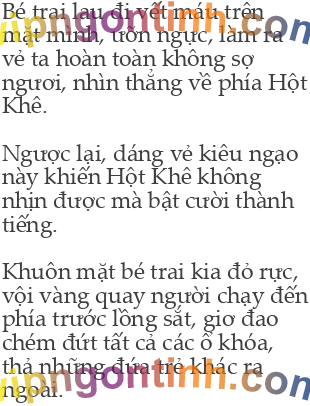 Bé trai lau đi vết máu trên
mặt mình, ưỡn ngực, làm ra
vẻ ta hoàn toàn không sợ
ngươi, nhìn thẳng về phía Hột
Khê.
Ngược lại, dáng vẻ kiêu ngạo
này khiến Hột Khê không
nhịn được mà bật cười thành
tiếng.
Khuôn mặt bé trai kia đỏ rực,
vội vàng quay người chạy đến
phía trước lồng sắt, giơ đao
chém đứt tất cả các ổ khóa,
thả những đứa trẻ khác ra
ngoài.
vipngontinh.com
vipngontinh.com